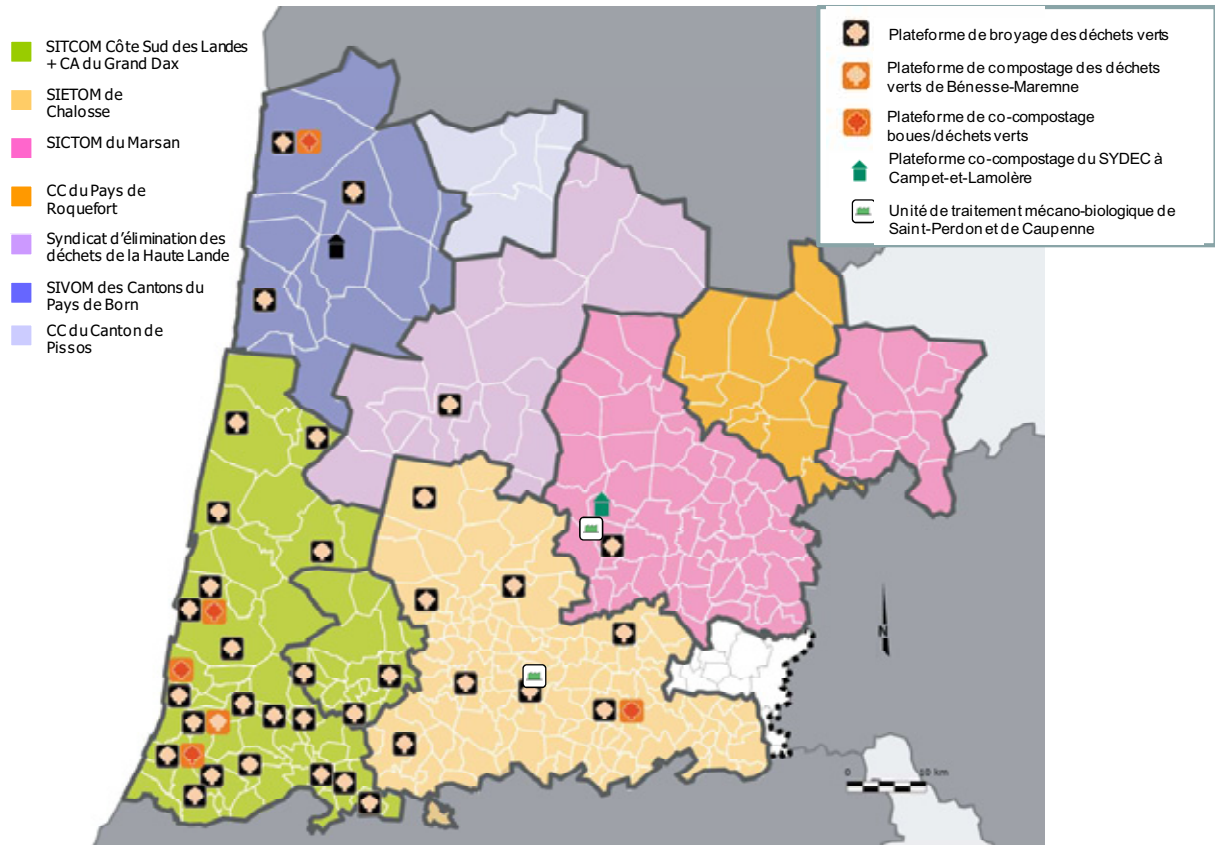 SITCOM Côte Sud des Landes
+ CA du Grand Dax
SIETOM de
Chalosse
SICTOM du Marsan
CC du Pays de
Roquefort
Syndicat d'élimination des
déchets de la Haute Lande
SIVOM des Cantons du
Pays de Born
CC du Canton de
Pissos
Plateforme de broyage des déchets verts
Plateforme de compostage des déchets
verts de Bénesse-Maremne
Plateforme de co-compostage
boues/déchets verts
Plateforme co-compostage du SYDEC à
Campet-et-Lamolère
Unité de traitement mécano-biologique de
Saint-Perdon et de Caupenne
N
0 10 km